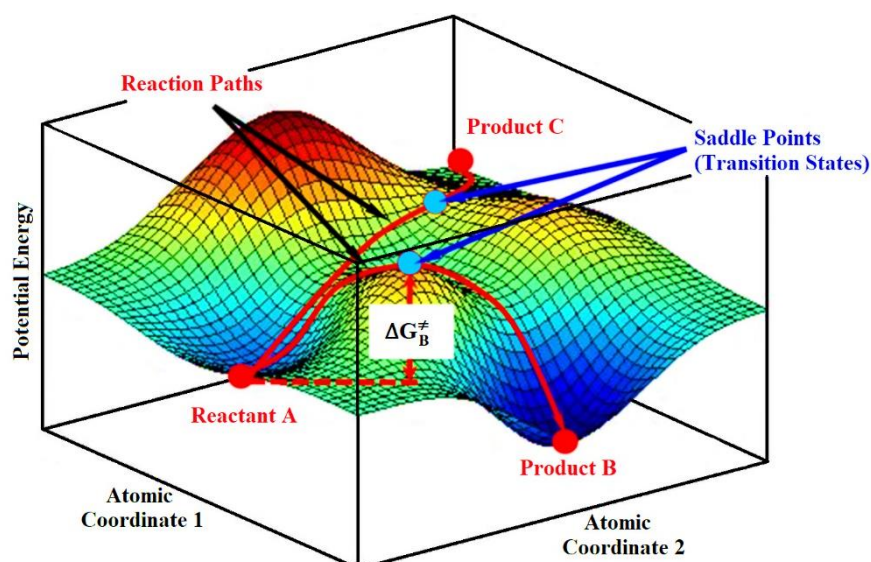 Reaction Paths
Product C
Saddle Points
(Transition States)
Potential Energy
ΔG‡B
Reactant A
Product B
Atomic
Coordinate 1
Atomic
Coordinate 2